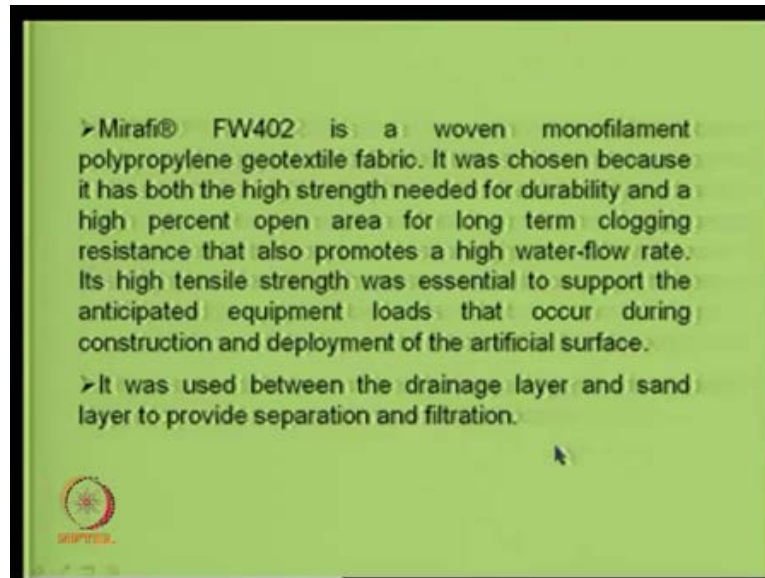 ➢Mirafi® FW402 is a woven monofilament
polypropylene geotextile fabric. It was chosen because
it has both the high strength needed for durability and a
high percent open area for long term clogging
resistance that also promotes a high water-flow rate.
Its high tensile strength was essential to support the
anticipated equipment loads that occur during
construction and deployment of the artificial surface.
➢It was used between the drainage layer and sand
layer to provide separation and filtration.
NPTEL